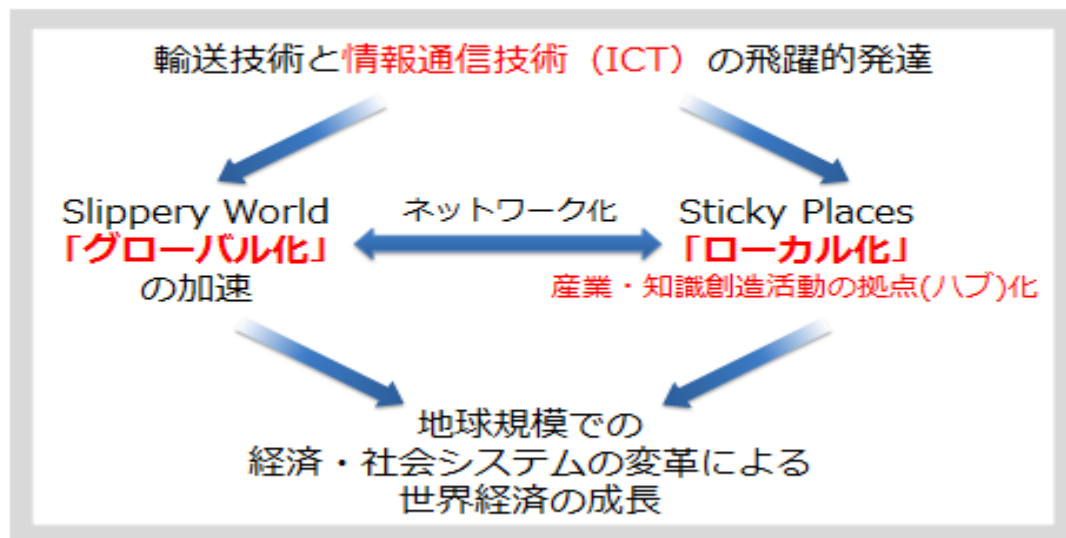 輸送技術と情報通信技術（ICT）の飛躍的発達
Slippery World
「グローバル化」
の加速
ネットワーク化
Sticky Places
「ローカル化」
産業・知識創造活動の拠点(ハブ)化
地球規模での
経済・社会システムの変革による
世界経済の成長